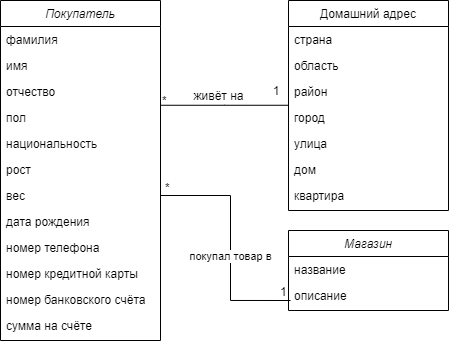 Покупатель
фамилия
имя
отчество
пол
национальность
рост
вес
дата рождения
номер телефона
номер кредитной карты
номер банковского счёта
сумма на счёте
Домашний адрес
страна
область
район
город
улица
дом
квартира
* живёт на 1
*
покупал товар в
1
Магазин
название
описание